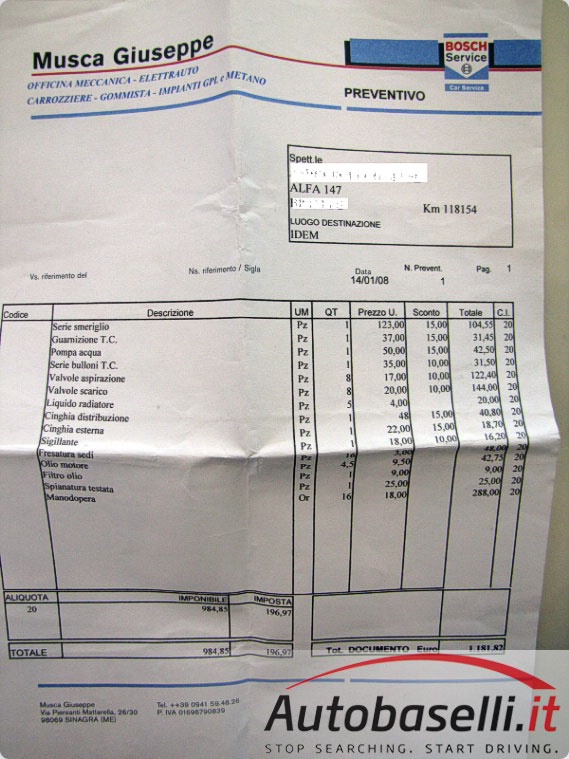 Musca Giuseppe
OFFICINA MECCANICA - ELETTRAUTO
CARROZZIERE - GOMMISTA - IMPIANTI GPL e METANO
BOSCH
Service
Car Service
PREVENTIVO
Spett.le
ALFA 147
Km 118154
LUOGO DESTINAZIONE
IDEM
Vs. riferimento del
Ns. riferimento / Sigla
Data
14/01/08
N. Prevent.
1
Pag. 1
Codice Descrizione UM QT Prezzo U. Sconto Totale C.I.
Serie smeriglio Pz 1 123,00 15,00 104,55 20
Guarnizione T.C. Pz 1 37,00 15,00 31,45 20
Pompa acqua Pz 1 50,00 15,00 42,50 20
Serie bulloni T.C. Pz 1 35,00 10,00 31,50 20
Valvole aspirazione Pz 8 17,00 10,00 122,40 20
Valvole scarico Pz 8 20,00 10,00 144,00 20
Liquido radiatore Pz 5 4,00 20,00 20
Cinghia distribuzione Pz 1 48 15,00 40,80 20
Cinghia esterna Pz 1 22,00 15,00 18,70 20
Sigillante Pz 1 18,00 10,00 16,20 20
Fresatura sedi Pz 16 3,00 48,00 20
Olio motore Pz 4,5 9,50 42,75 20
Filtro olio Pz 1 9,00 9,00 20
Spianatura testata Pz 1 25,00 25,00 20
Manodopera Or 16 18,00 288,00 20
ALIQUOTA IMPONIBILE IMPOSTA
20 984,85 196,97
TOTALE 984,85 196,97
Tot. DOCUMENTO Euro 1.181,82
Musca Giuseppe
Via Piersanti Mattarella, 26/30
98069 SINAGRA (ME)
Tel. ++39 0941 59.48.26
P. IVA 01698790839
Autobaselli.it
STOP SEARCHING. START DRIVING.